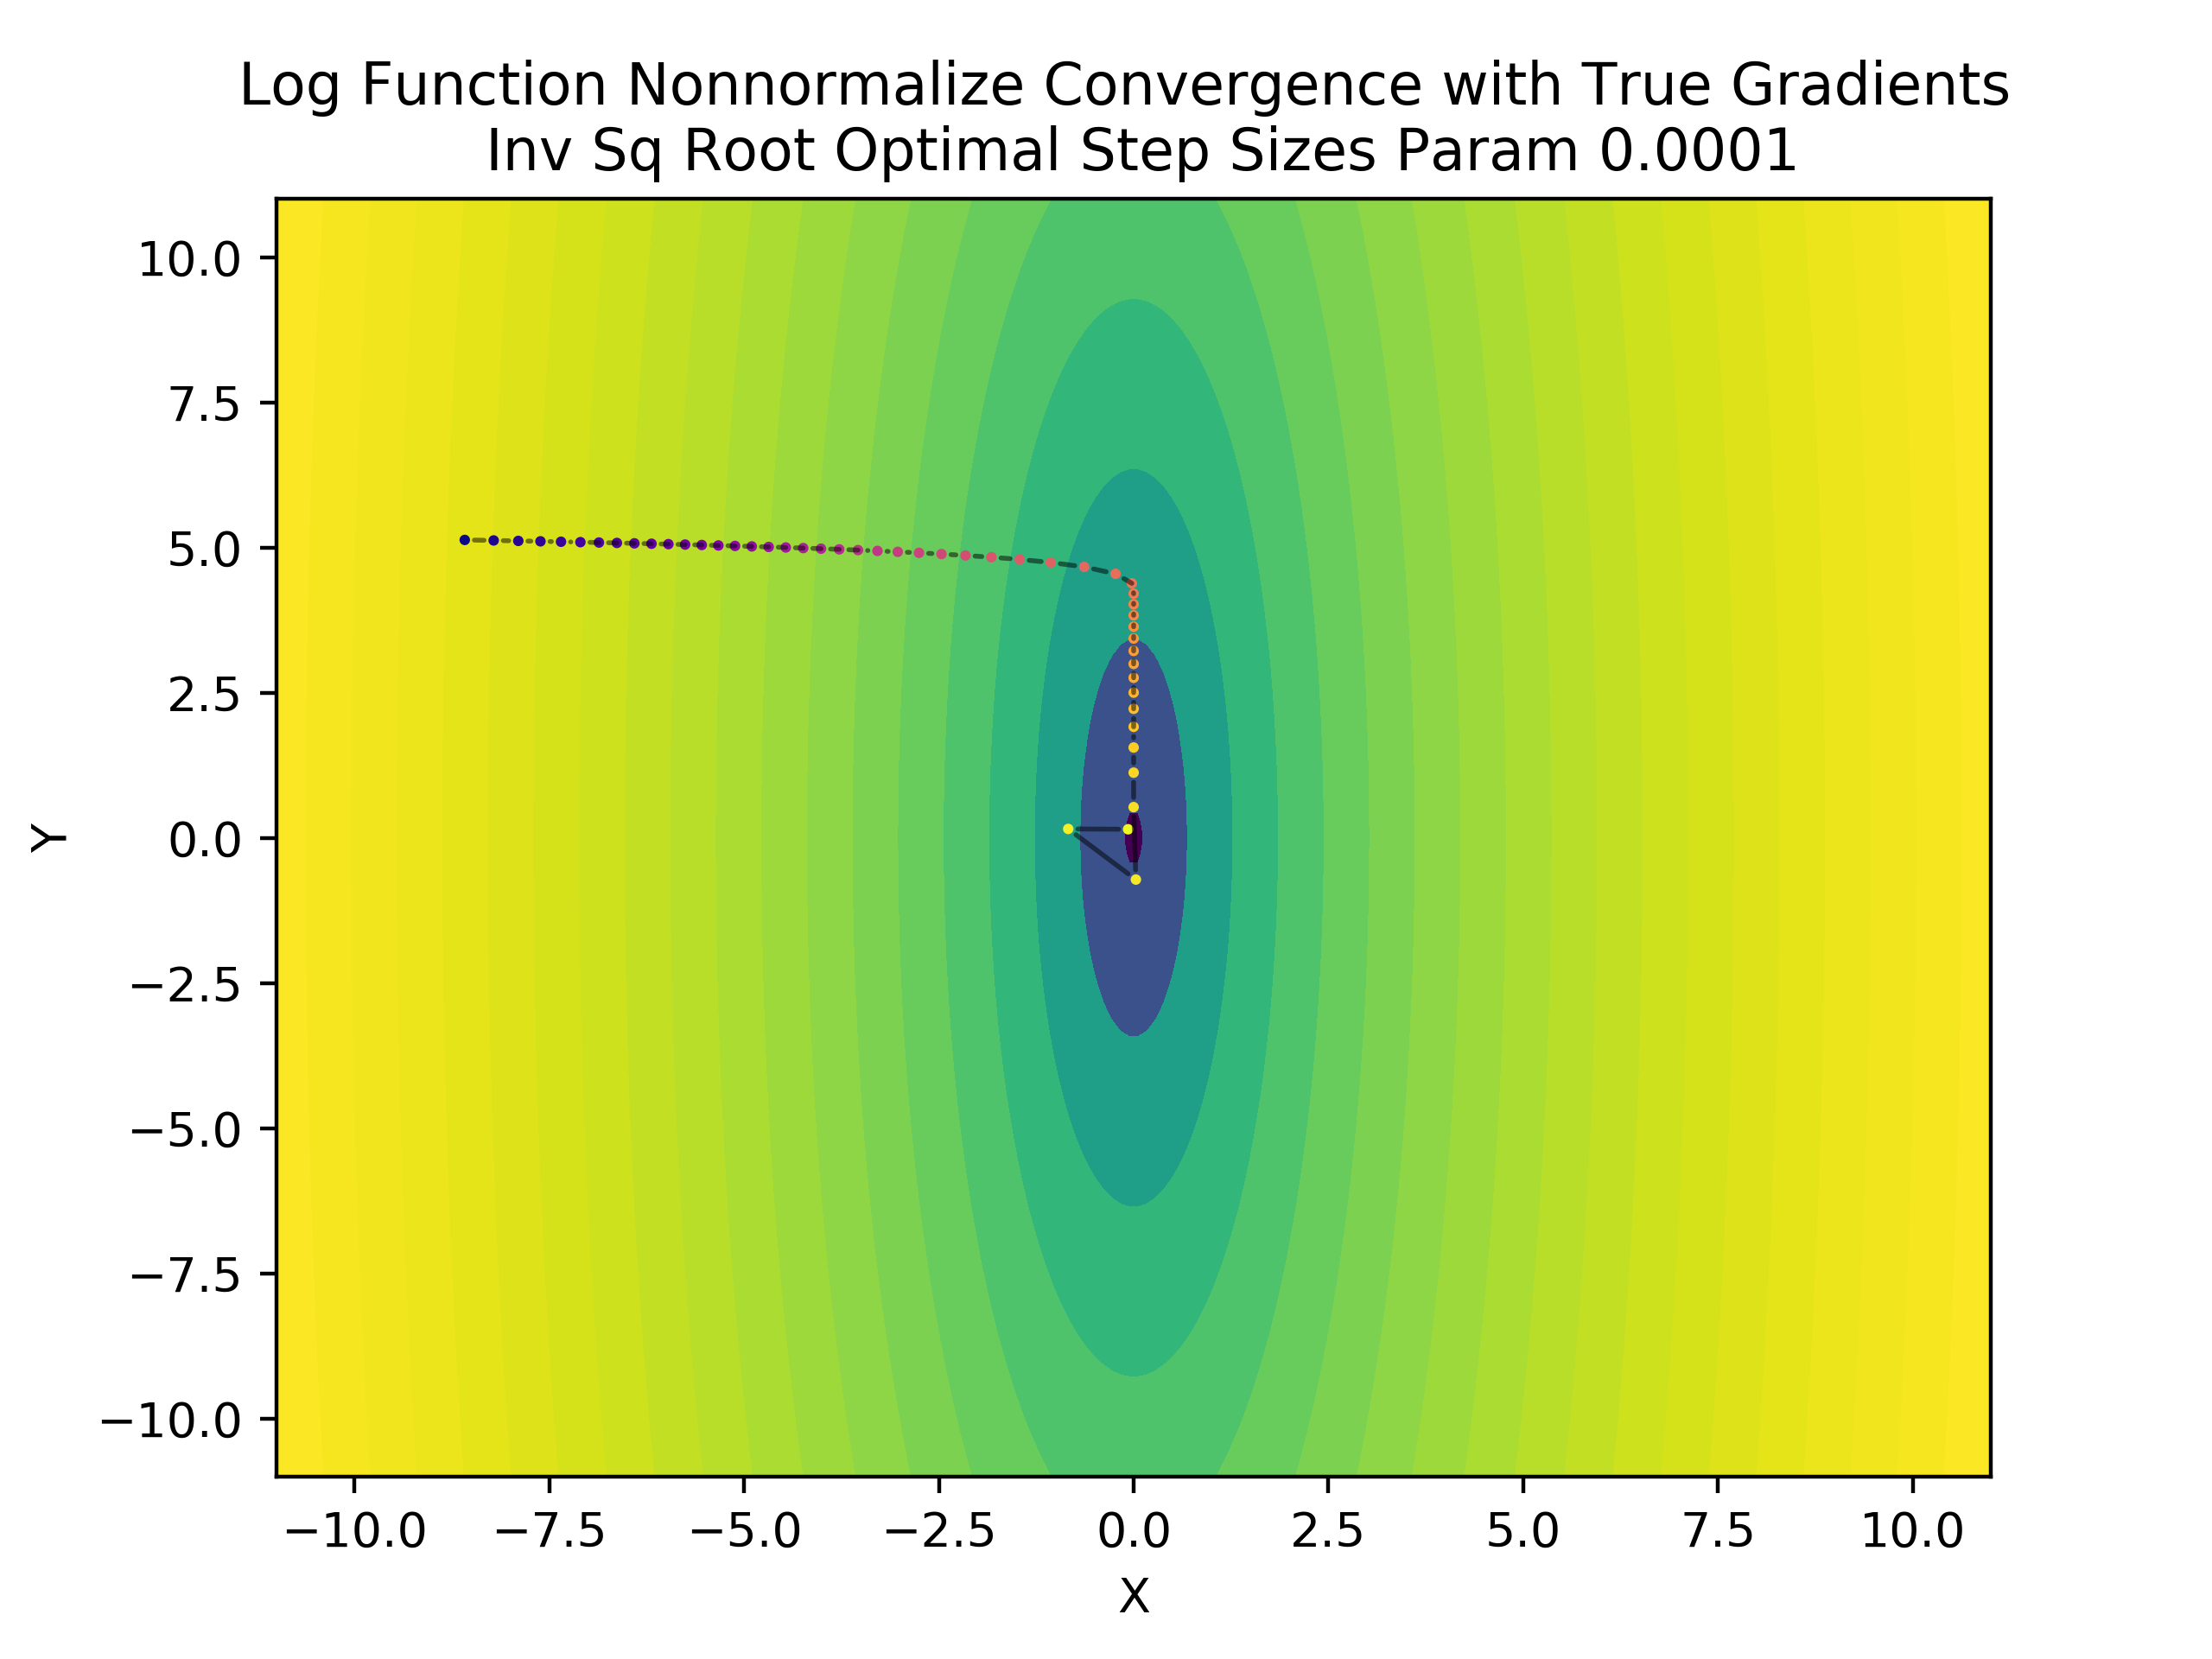 Log Function Nonnormalize Convergence with True Gradients
Inv Sq Root Optimal Step Sizes Param 0.0001
10.0
7.5
5.0
2.5
0.0
−2.5
−5.0
−7.5
−10.0
Y
−10.0 −7.5 −5.0 −2.5 0.0 2.5 5.0 7.5 10.0
X